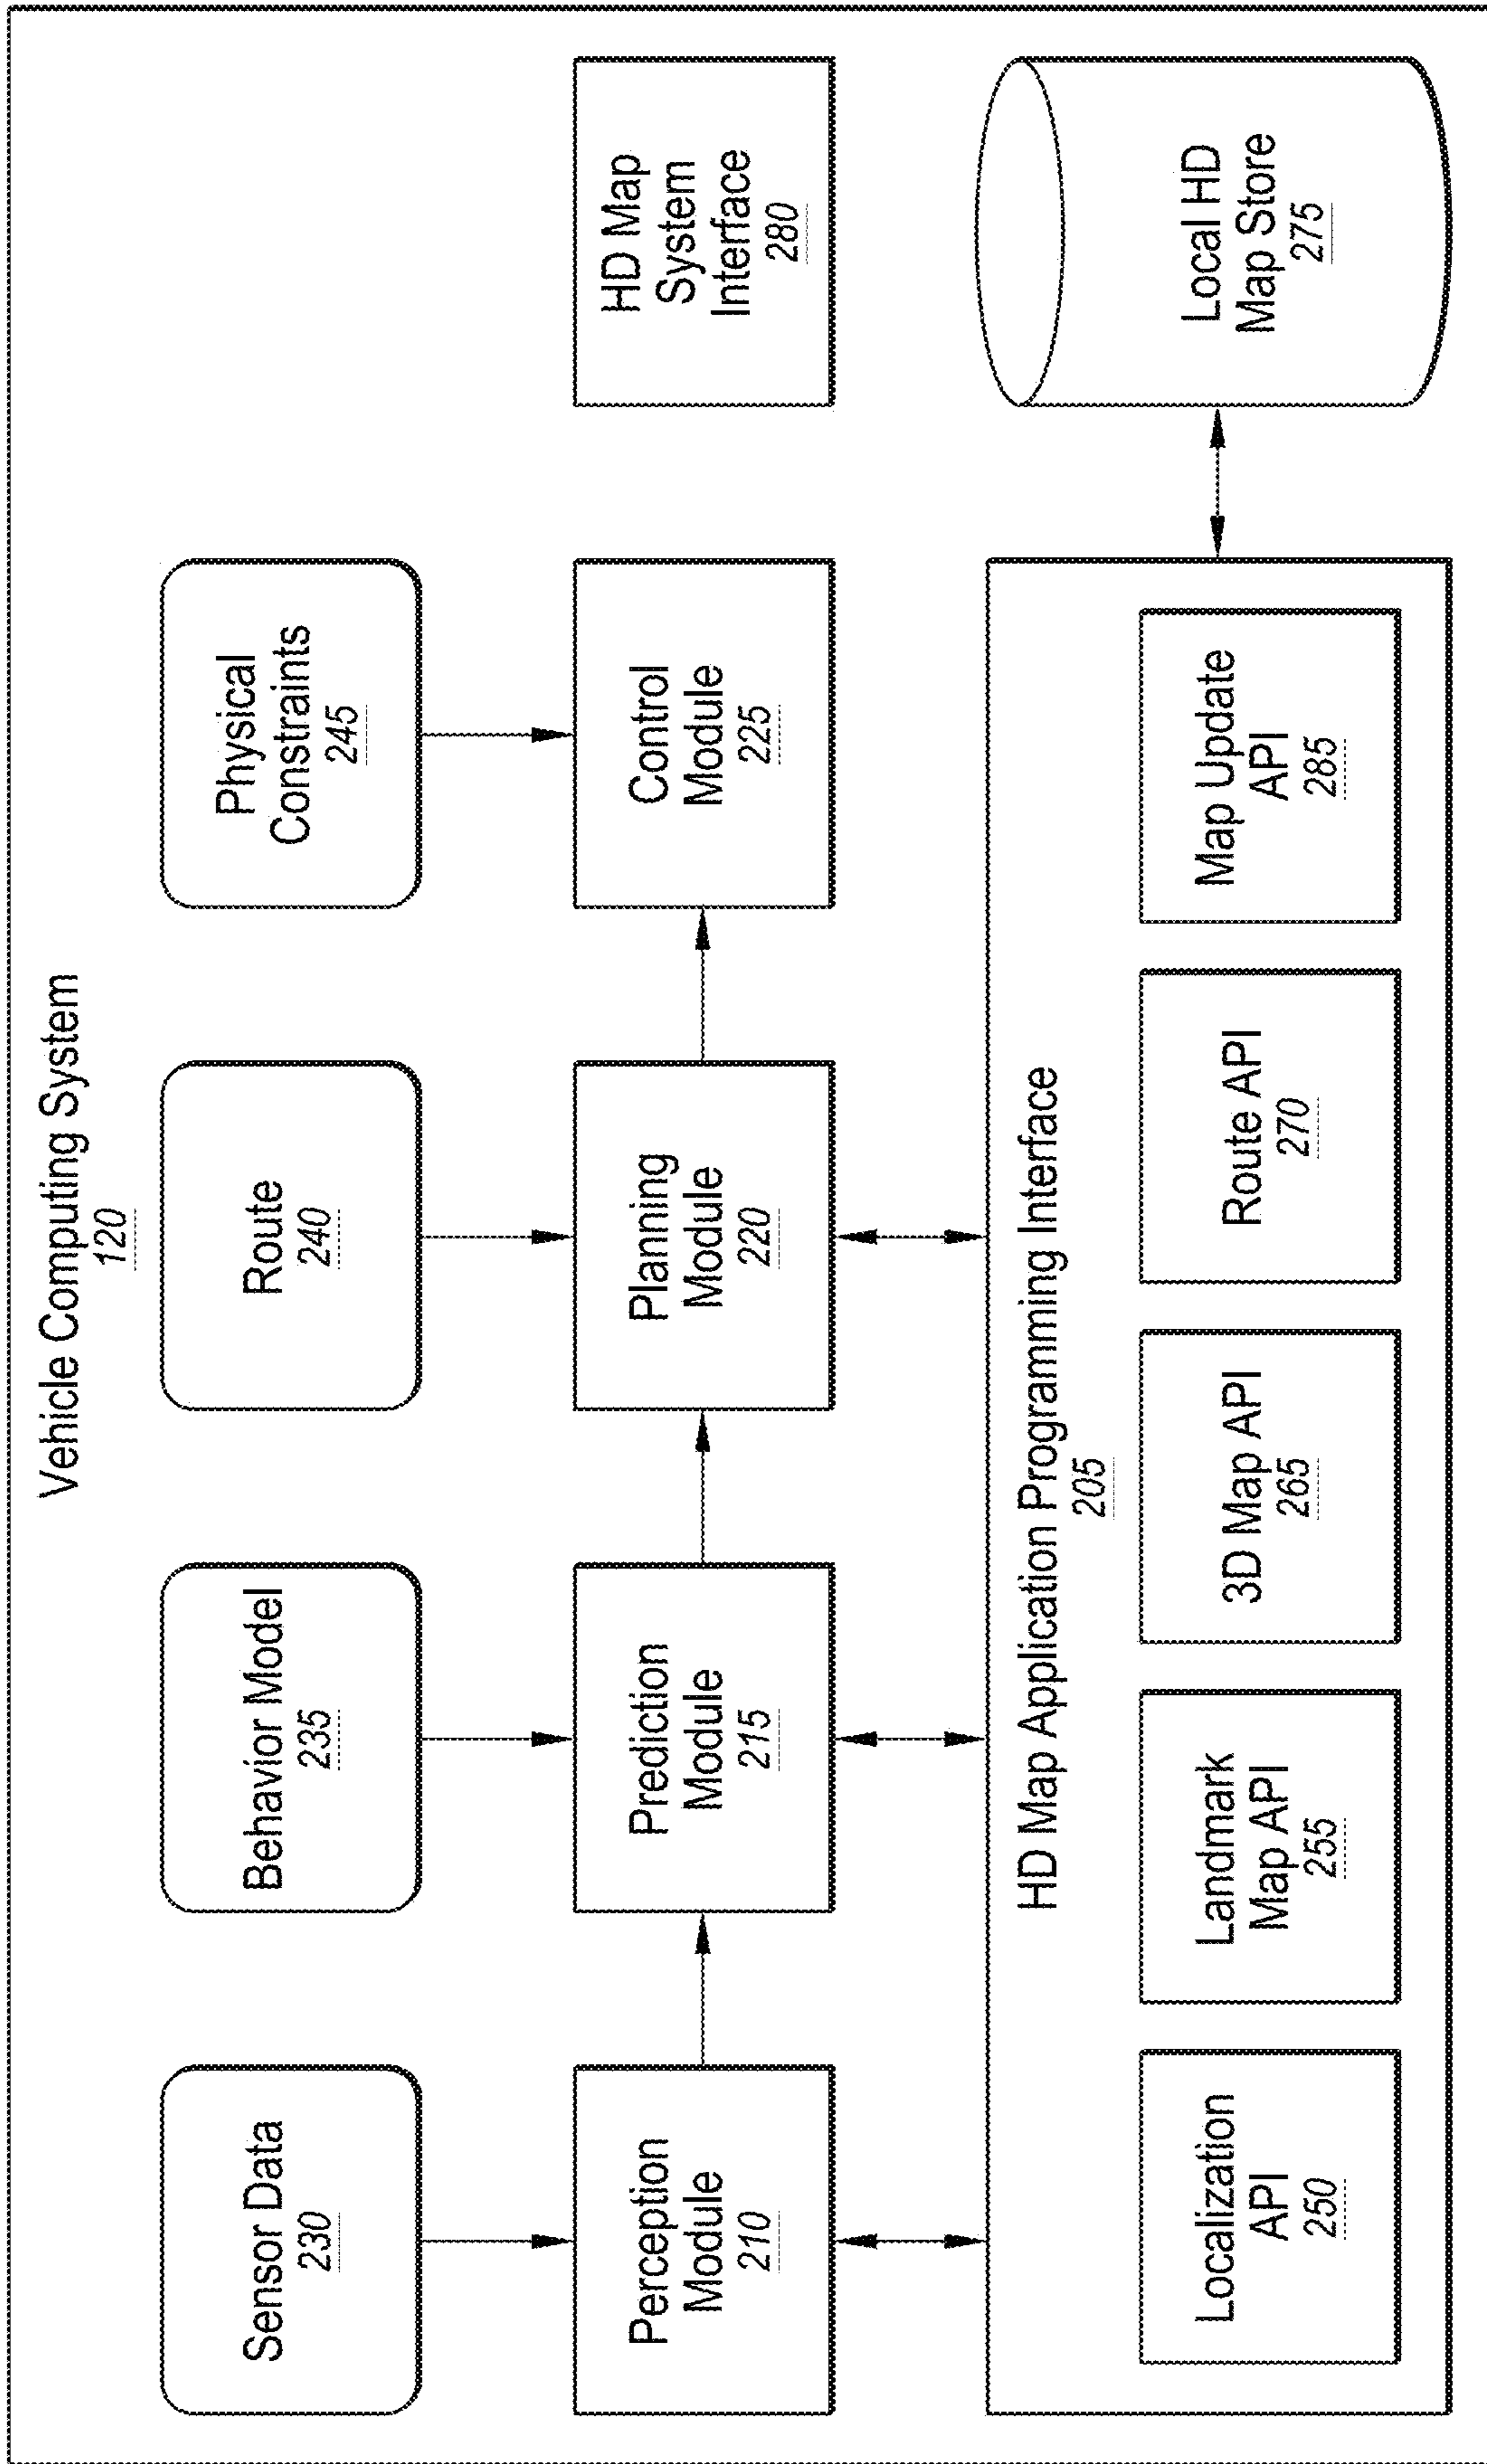 Vehicle Computing System
120
Sensor Data
230
Behavior Model
235
Route
240
Physical
Constraints
245
Perception
Module
210
Prediction
Module
215
Planning
Module
220
Control
Module
225
HD Map
System
Interface
280
HD Map Application Programming Interface
205
Localization
API
250
Landmark
Map API
255
3D Map API
265
Route API
270
Map Update
API
285
Local HD
Map Store
275